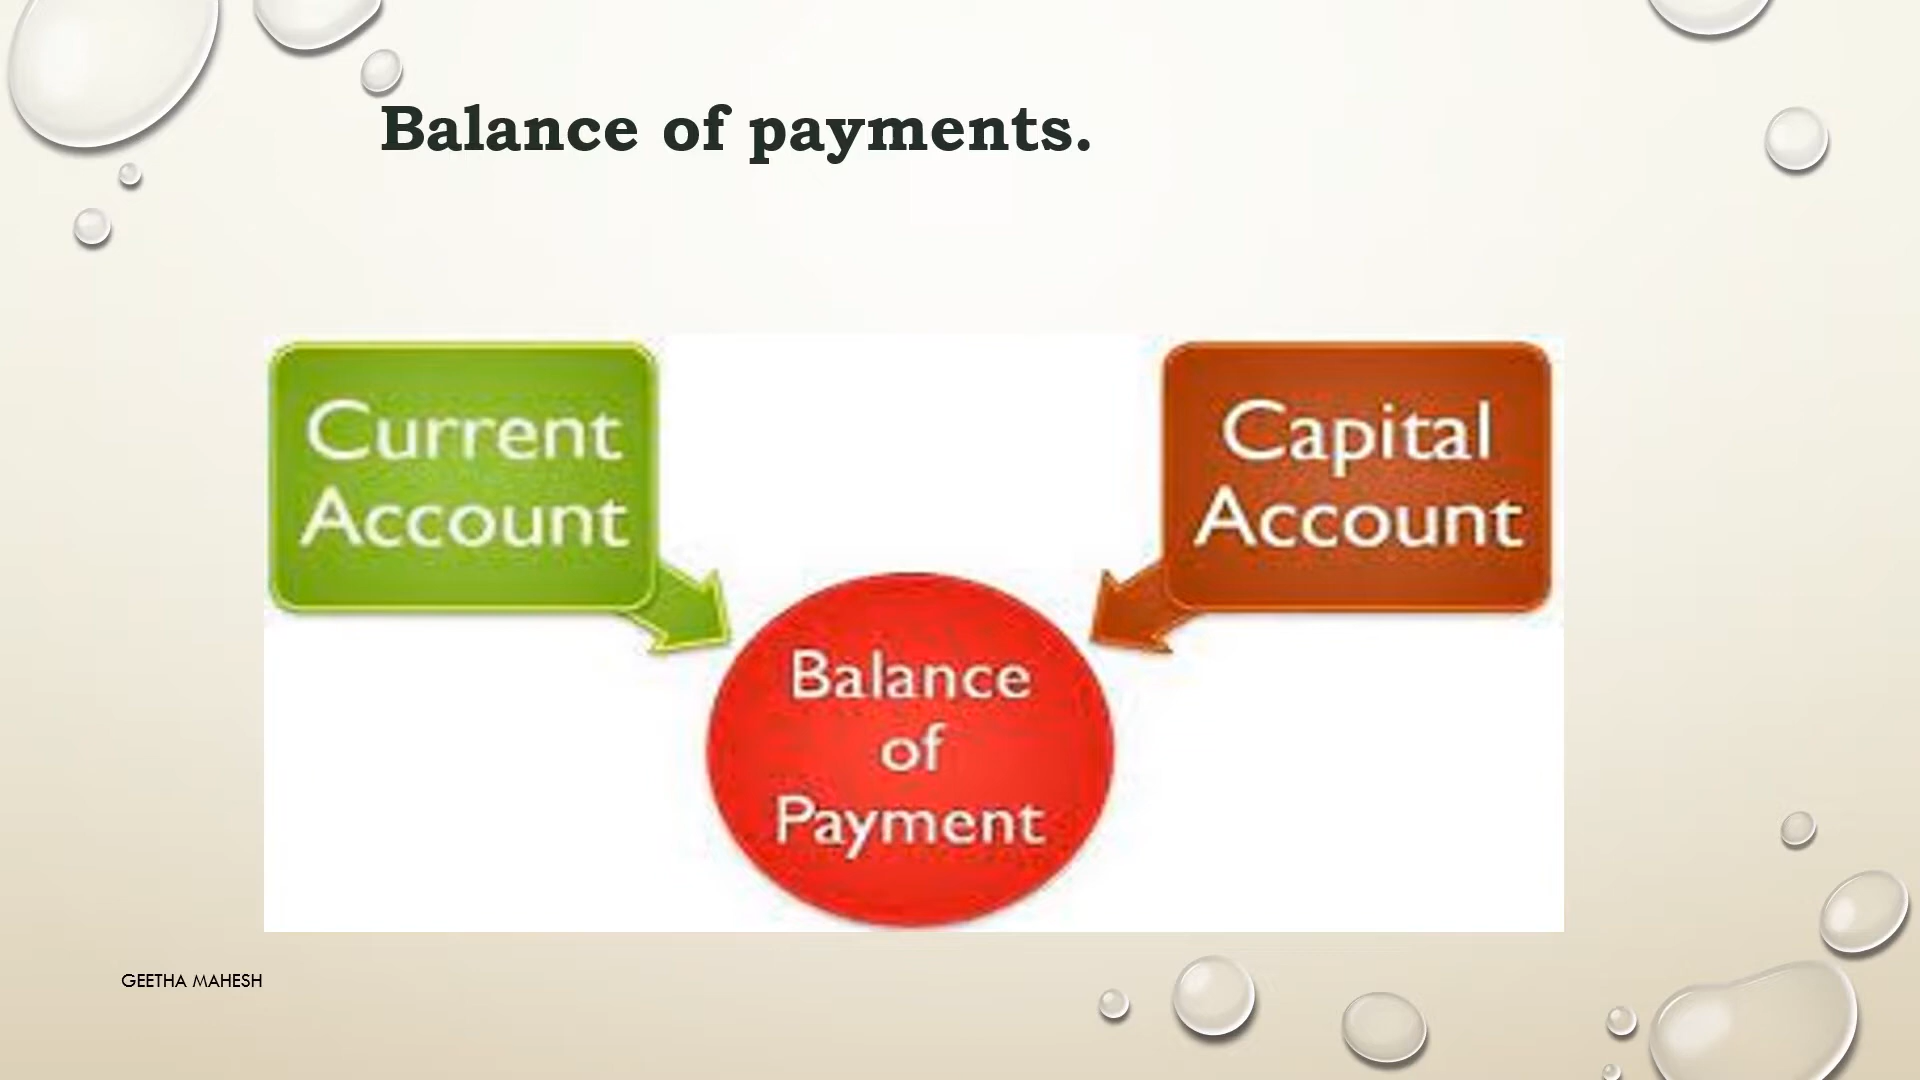 Balance of payments.
Current
Account
Capital
Account
Balance
of
Payment
GEETHA MAHESH